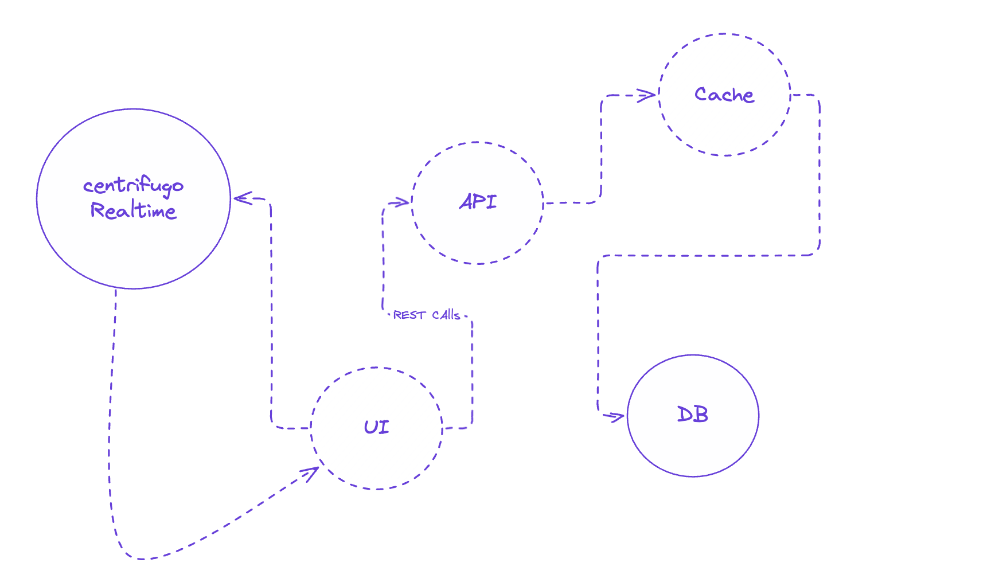 Cache
centrifugo
Realtime
API
REST CAlls
UI
DB